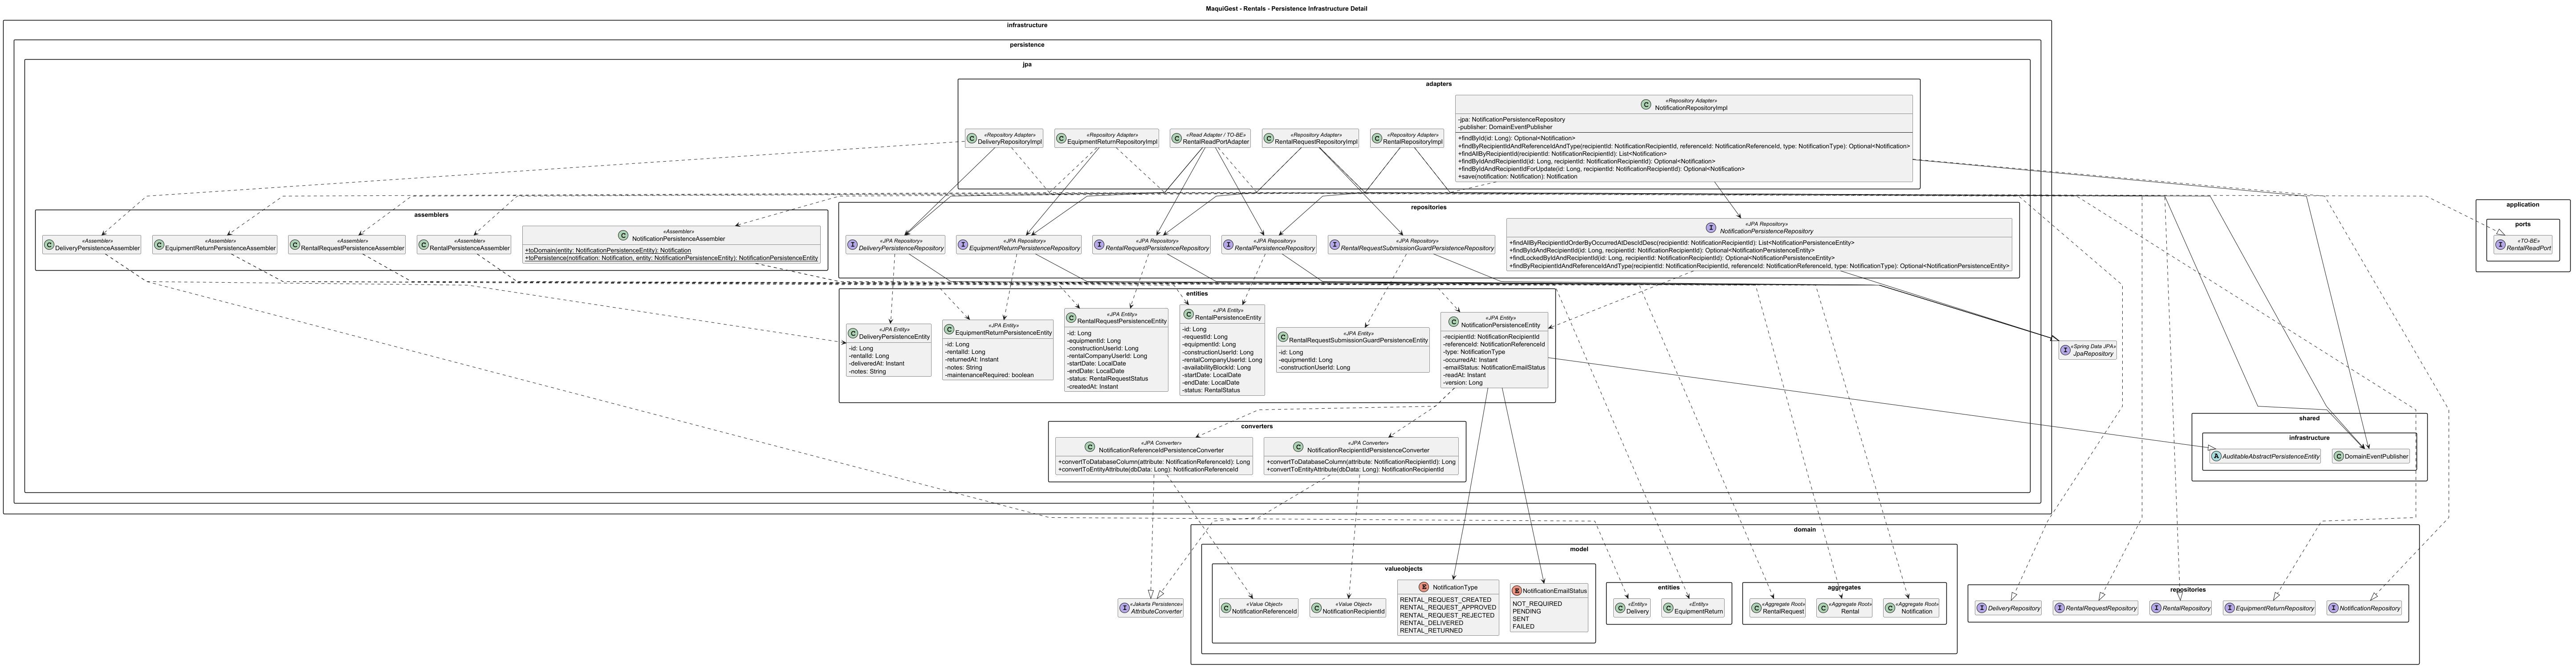 MaquiGest - Rentals - Persistence Infrastructure Detail
infrastructure
persistence
jpa
adapters
«Repository Adapter»
NotificationRepositoryImpl
-jpa: NotificationPersistenceRepository
-publisher: DomainEventPublisher
+findById(id: Long): Optional<Notification>
+findByRecipientIdAndReferenceIdAndType(recipientId: NotificationRecipientId, referenceId: NotificationReferenceId, type: NotificationType): Optional<Notification>
+findAllByRecipientId(recipientId: NotificationRecipientId): List<Notification>
+findByIdAndRecipientId(id: Long, recipientId: NotificationRecipientId): Optional<Notification>
+findByIdAndRecipientIdForUpdate(id: Long, recipientId: NotificationRecipientId): Optional<Notification>
+save(notification: Notification): Notification
«Repository Adapter»
DeliveryRepositoryImpl
«Repository Adapter»
EquipmentReturnRepositoryImpl
«Read Adapter / TO-BE»
RentalReadPortAdapter
«Repository Adapter»
RentalRequestRepositoryImpl
«Repository Adapter»
RentalRepositoryImpl
application
ports
«TO-BE»
RentalReadPort
assemblers
«Assembler»
DeliveryPersistenceAssembler
«Assembler»
EquipmentReturnPersistenceAssembler
«Assembler»
RentalRequestPersistenceAssembler
«Assembler»
RentalPersistenceAssembler
«Assembler»
NotificationPersistenceAssembler
+toDomain(entity: NotificationPersistenceEntity): Notification
+toPersistence(notification: Notification, entity: NotificationPersistenceEntity): NotificationPersistenceEntity
repositories
«JPA Repository»
DeliveryPersistenceRepository
«JPA Repository»
EquipmentReturnPersistenceRepository
«JPA Repository»
RentalRequestPersistenceRepository
«JPA Repository»
RentalPersistenceRepository
«JPA Repository»
RentalRequestSubmissionGuardPersistenceRepository
«JPA Repository»
NotificationPersistenceRepository
+findAllByRecipientIdOrderByOccurredAtDescIdDesc(recipientId: NotificationRecipientId): List<NotificationPersistenceEntity>
+findByIdAndRecipientId(id: Long, recipientId: NotificationRecipientId): Optional<NotificationPersistenceEntity>
+findLockedByIdAndRecipientId(id: Long, recipientId: NotificationRecipientId): Optional<NotificationPersistenceEntity>
+findByRecipientIdAndReferenceIdAndType(recipientId: NotificationRecipientId, referenceId: NotificationReferenceId, type: NotificationType): Optional<NotificationPersistenceEntity>
entities
«JPA Entity»
DeliveryPersistenceEntity
-id: Long
-rentalId: Long
-deliveredAt: Instant
-notes: String
«JPA Entity»
EquipmentReturnPersistenceEntity
-id: Long
-rentalId: Long
-returnedAt: Instant
-notes: String
-maintenanceRequired: boolean
«JPA Entity»
RentalRequestPersistenceEntity
-id: Long
-equipmentId: Long
-constructionUserId: Long
-rentalCompanyUserId: Long
-startDate: LocalDate
-endDate: LocalDate
-status: RentalRequestStatus
-createdAt: Instant
«JPA Entity»
RentalPersistenceEntity
-id: Long
-requestId: Long
-equipmentId: Long
-constructionUserId: Long
-rentalCompanyUserId: Long
-availabilityBlockId: Long
-startDate: LocalDate
-endDate: LocalDate
-status: RentalStatus
«JPA Entity»
RentalRequestSubmissionGuardPersistenceEntity
-id: Long
-equipmentId: Long
-constructionUserId: Long
«JPA Entity»
NotificationPersistenceEntity
-recipientId: NotificationRecipientId
-referenceId: NotificationReferenceId
-type: NotificationType
-occurredAt: Instant
-emailStatus: NotificationEmailStatus
-readAt: Instant
-version: Long
«Spring Data JPA»
JpaRepository
converters
«JPA Converter»
NotificationReferenceIdPersistenceConverter
+convertToDatabaseColumn(attribute: NotificationReferenceId): Long
+convertToEntityAttribute(dbData: Long): NotificationReferenceId
«JPA Converter»
NotificationRecipientIdPersistenceConverter
+convertToDatabaseColumn(attribute: NotificationRecipientId): Long
+convertToEntityAttribute(dbData: Long): NotificationRecipientId
shared
infrastructure
AuditableAbstractPersistenceEntity
DomainEventPublisher
domain
model
valueobjects
«Jakarta Persistence»
AttributeConverter
«Value Object»
NotificationReferenceId
«Value Object»
NotificationRecipientId
NotificationType
RENTAL_REQUEST_CREATED
RENTAL_REQUEST_APPROVED
RENTAL_REQUEST_REJECTED
RENTAL_DELIVERED
RENTAL_RETURNED
NotificationEmailStatus
NOT_REQUIRED
PENDING
SENT
FAILED
entities
«Entity»
Delivery
«Entity»
EquipmentReturn
aggregates
«Aggregate Root»
RentalRequest
«Aggregate Root»
Rental
«Aggregate Root»
Notification
repositories
DeliveryRepository
RentalRequestRepository
RentalRepository
EquipmentReturnRepository
NotificationRepository